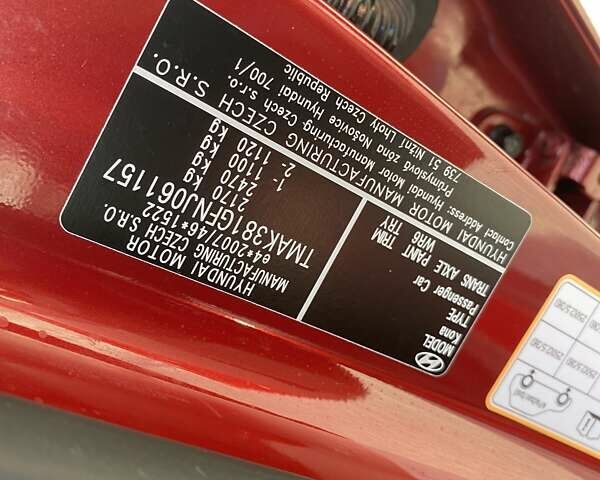 HYUNDAI MOTOR
MANUFACTURING CZECH S.R.O.
e4*2007/46*1522
TMAK381GFNJ061157
2170 kg
2470 kg
1- 1100 kg
2- 1120 kg
MODEL
Kona
TYPE
Passenger Car
TRANS AXLE PAINT TRIM
WR6 TRY
HYUNDAI MOTOR MANUFACTURING CZECH S.R.O.
Contact Address: Hyundai Motor Manufacturing Czech s.r.o.
Průmyslová zóna Nošovice Hyundai 700/1
739 51 Nižní Lhoty Czech Republic